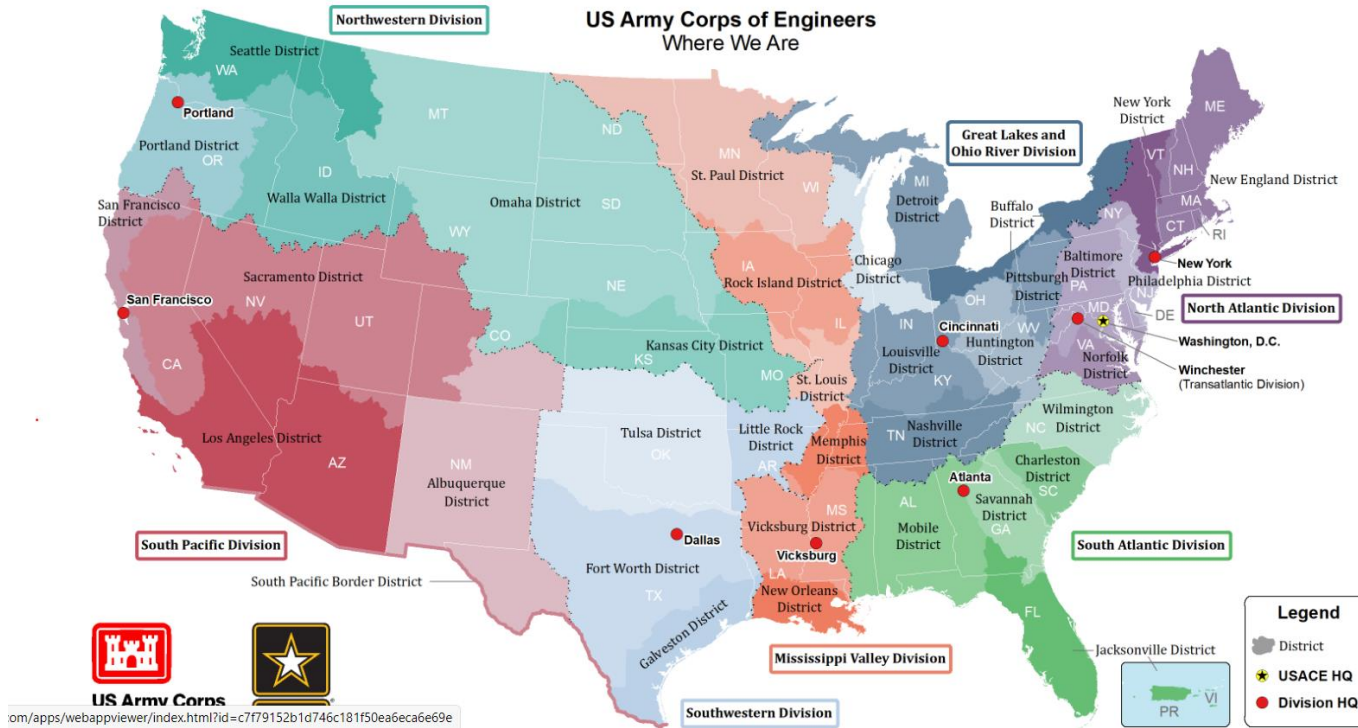 US Army Corps of Engineers
Where We Are
Northwestern Division
Seattle District
WA
Portland
Portland District
OR
ID
Walla Walla District
MT
ND
Omaha District
SD
WY
NE
CO
KS
Kansas City District
MO
MN
St. Paul District
WI
IA
Rock Island District
IL
St. Louis
District
Great Lakes and
Ohio River Division
MI
Detroit
District
Chicago
District
Buffalo
District
Pittsburgh
District
OH
IN
Cincinnati
WV
Huntington
District
Louisville
District
KY
TN
Nashville
District
New York
District
ME
VT
NH
New England District
MA
CT
RI
NY
Baltimore
District
PA
New York
Philadelphia District
NJ
MD
DE
North Atlantic Division
VA
Norfolk
District
Washington, D.C.
Winchester
(Transatlantic Division)
San Francisco
District
Sacramento District
San Francisco
NV
UT
CA
Los Angeles District
AZ
NM
Albuquerque
District
South Pacific Division
South Pacific Border District
Tulsa District
OK
Little Rock
District
AR
Dallas
Fort Worth District
TX
Galveston District
Southwestern Division
Memphis
District
MS
Vicksburg District
Vicksburg
LA
New Orleans
District
Mississippi Valley Division
Wilmington
District
NC
Charleston
District
SC
Atlanta
AL
Savannah
District
GA
Mobile
District
South Atlantic Division
FL
Jacksonville District
PR
VI
Legend
District
USACE HQ
Division HQ
US Army Corps
com/apps/webappviewer/index.html?id=c7f79152b1d746c181f50ea6eca6e69e